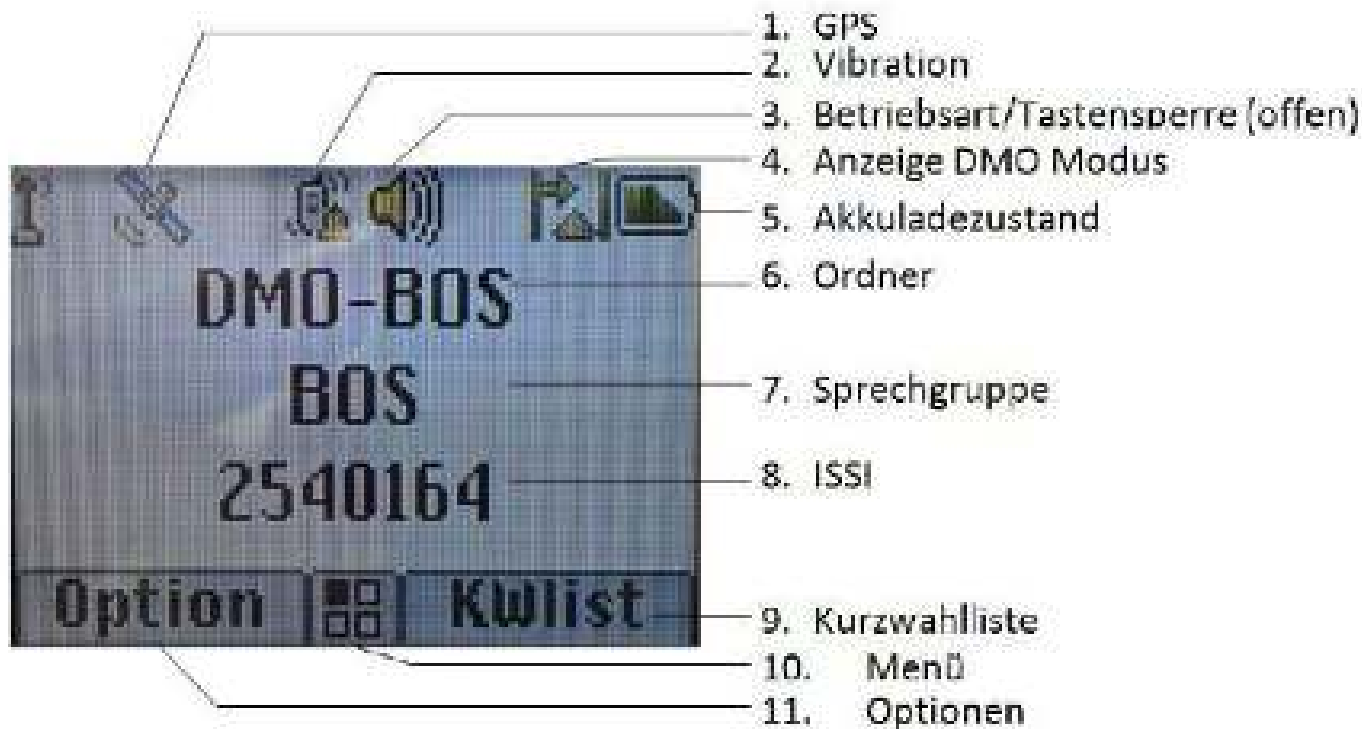 1. GPS
2. Vibration
3. Betriebsart/Tastensperre (offen)
4. Anzeige DMO Modus
5. Akkuladezustand
6. Ordner
7. Sprechgruppe
8. ISSI
9. Kurzwahlliste
10. Menü
11. Optionen
DMO-BOS
BOS
2540164
Option
KWlist